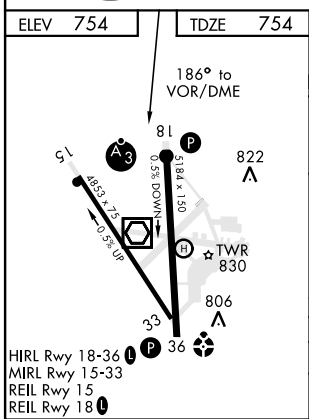 ELEV 754
TDZE 754
186° to
VOR/DME
15
18
P
A3
822
4853 x 75
0.5% UP
5184 x 150
0.5% DOWN
H
TWR
830
806
33
P
36
HIRL Rwy 18-36 L
MIRL Rwy 15-33
REIL Rwy 15
REIL Rwy 18 L